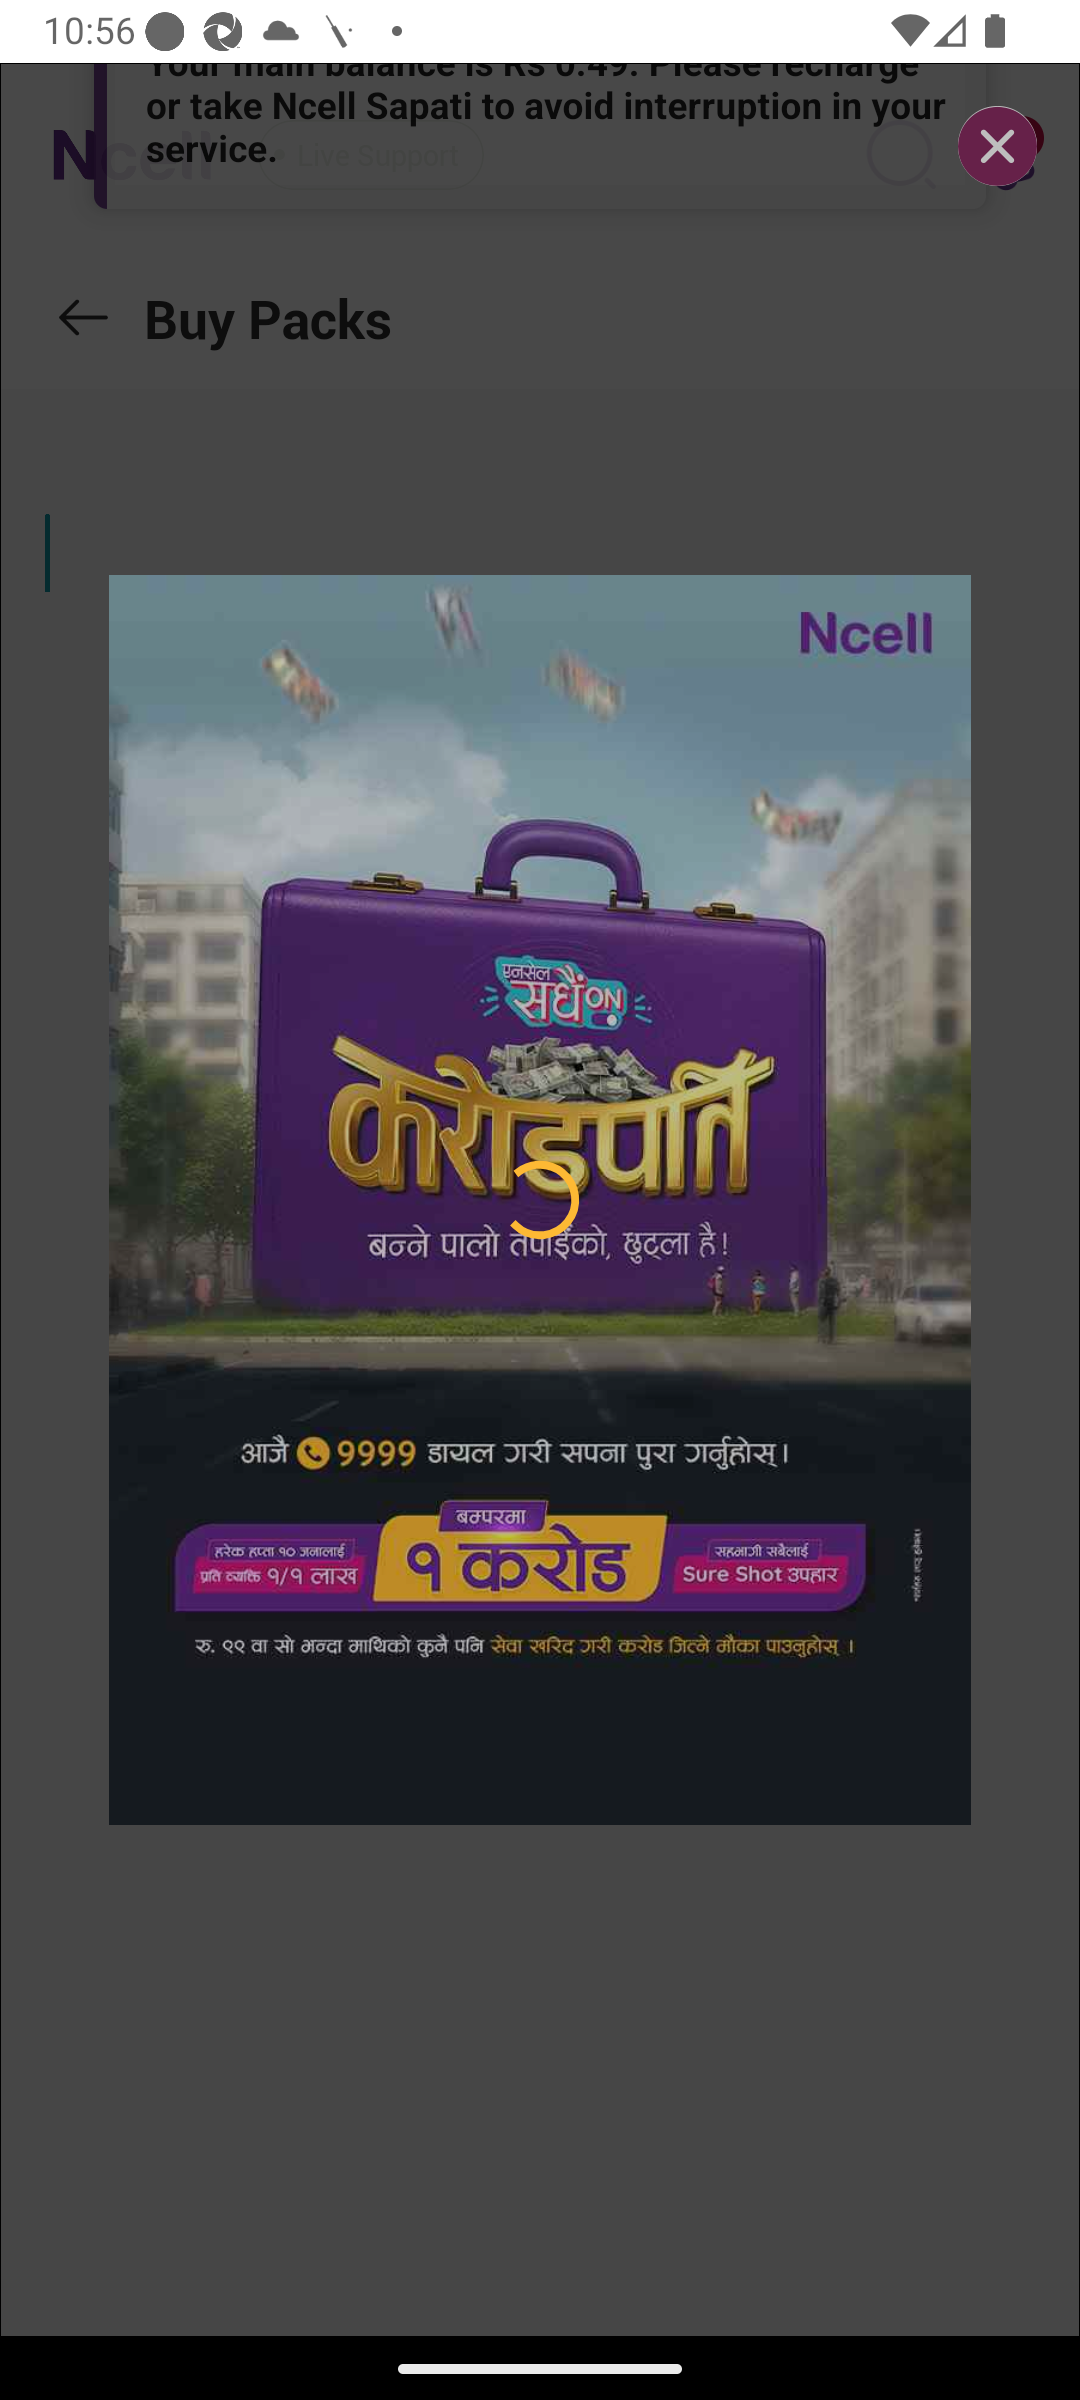 10:56
Your main balance is Rs 0.49. Please recharge
or take Ncell Sapati to avoid interruption in your
service.
Ncell
Live Support
Buy Packs
Ncell
एनसेल
सधैं ON
करोडपति
बन्ने पालो तपाईंको, छुट्ला है!
आजै 9999 डायल गरी सपना पुरा गर्नुहोस्।
बम्परमा
१ करोड
हरेक हप्ता १० जनालाई
प्रति व्यक्ति १/१ लाख
सहभागी सबैलाई
Sure Shot उपहार
रु. ९९ वा सो भन्दा माथिको कुनै पनि सेवा खरिद गरी करोड जित्ने मौका पाउनुहोस् ।